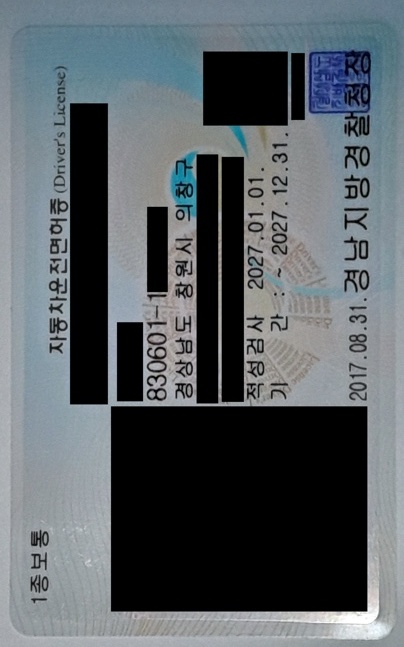 1종보통
자동차운전면허증 (Driver's License)
830601-1
경상남도 창원시 의창구
적성검사 2027.01.01.
기 간 : ~ 2027.12.31.
2017.08.31. 경남지방경찰청장